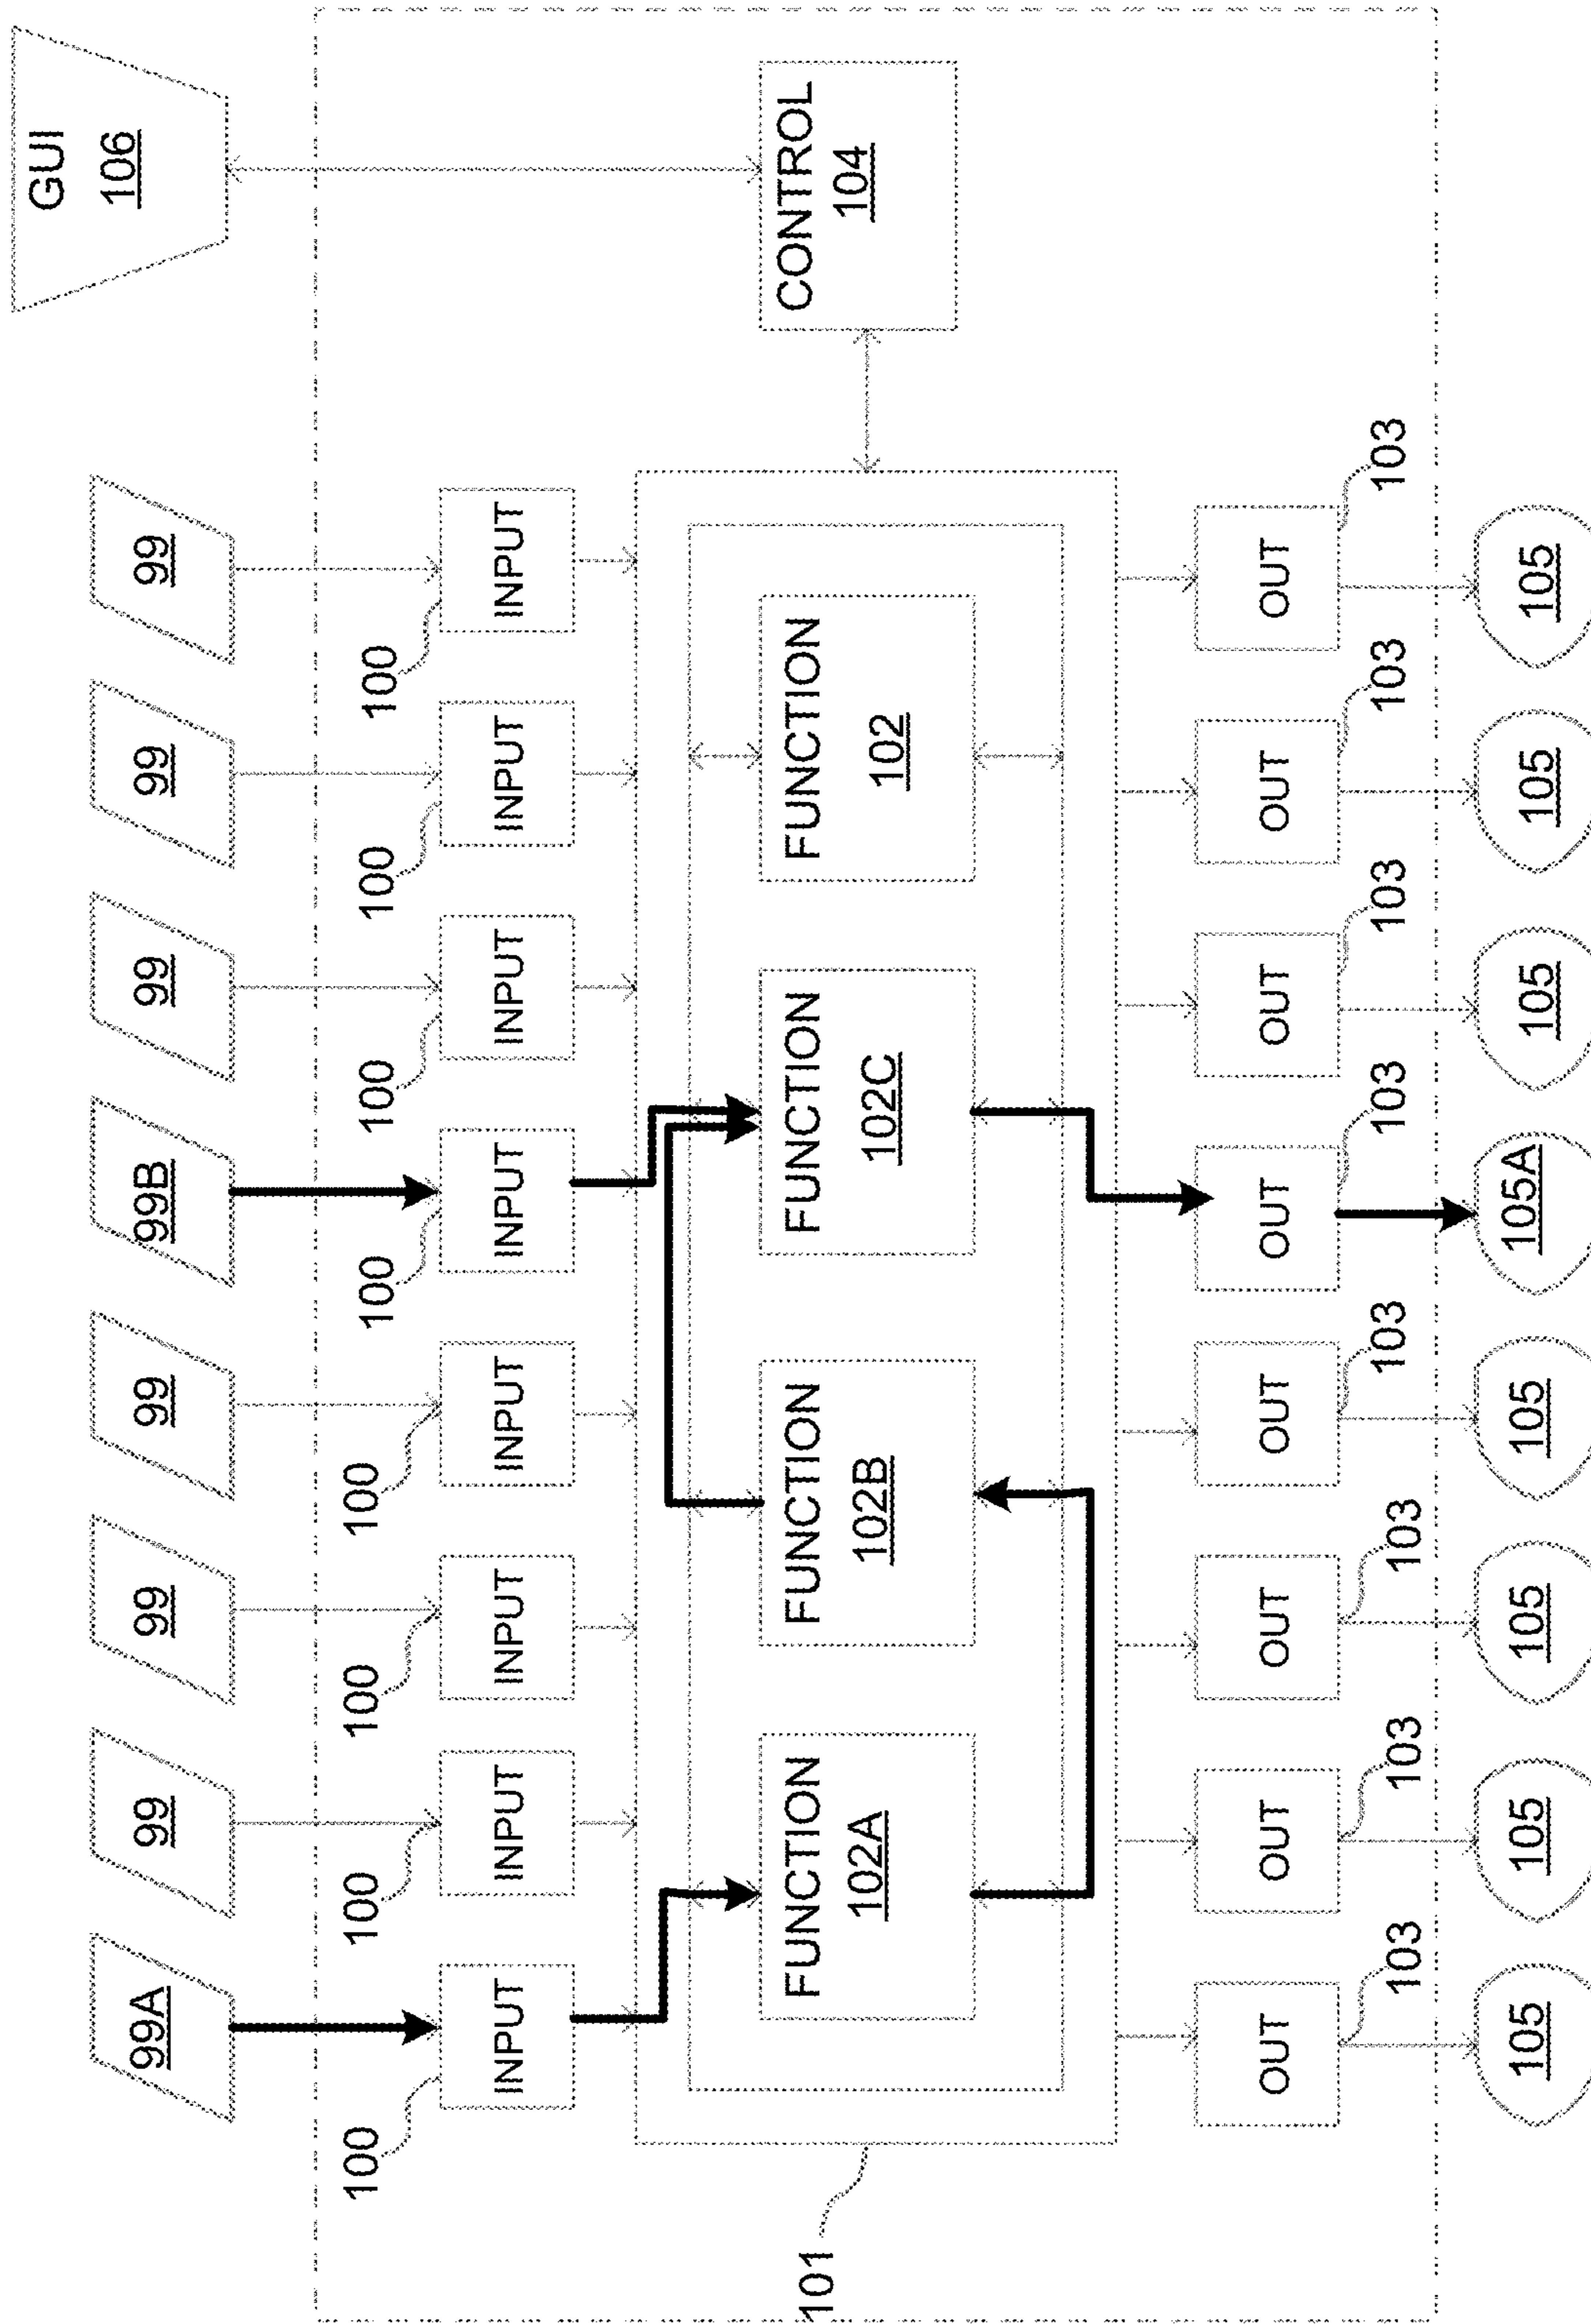 GUI
106
99A
99
99
99
99B
99
99
99
100
100
100
100
100
100
100
100
INPUT
INPUT
INPUT
INPUT
INPUT
INPUT
INPUT
INPUT
101
FUNCTION
102A
FUNCTION
102B
FUNCTION
102C
FUNCTION
102
CONTROL
104
OUT
OUT
OUT
OUT
OUT
OUT
OUT
OUT
103
103
103
103
103
103
103
103
105
105
105
105
105A
105
105
105